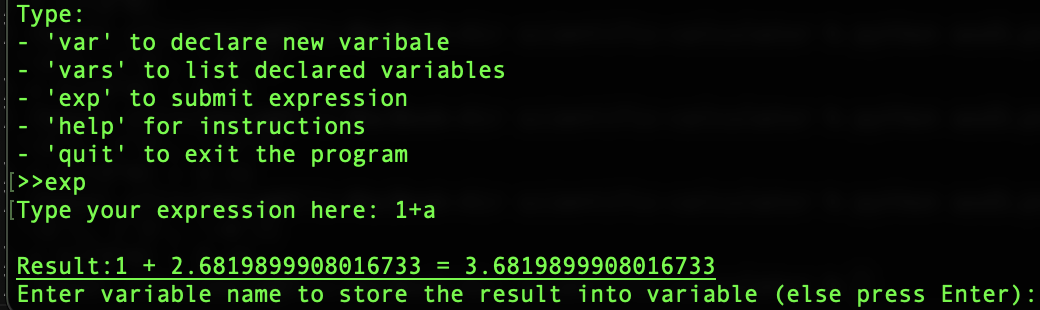 Type:
- 'var' to declare new varibale
- 'vars' to list declared variables
- 'exp' to submit expression
- 'help' for instructions
- 'quit' to exit the program
[>>exp
[Type your expression here: 1+a
Result:1 + 2.6819899908016733 = 3.6819899908016733
Enter variable name to store the result into variable (else press Enter):